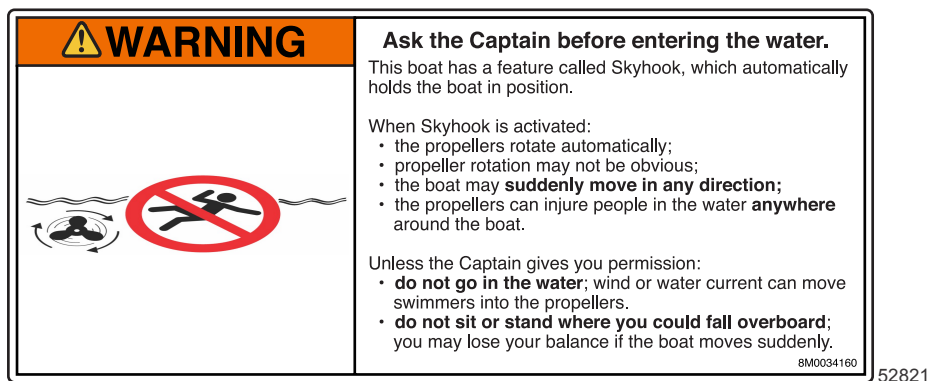 WARNING
Ask the Captain before entering the water.
This boat has a feature called Skyhook, which automatically
holds the boat in position.
When Skyhook is activated:
• the propellers rotate automatically;
• propeller rotation may not be obvious;
• the boat may suddenly move in any direction;
• the propellers can injure people in the water anywhere
around the boat.
Unless the Captain gives you permission:
• do not go in the water; wind or water current can move
swimmers into the propellers.
• do not sit or stand where you could fall overboard;
you may lose your balance if the boat moves suddenly.
8M0034160
52821